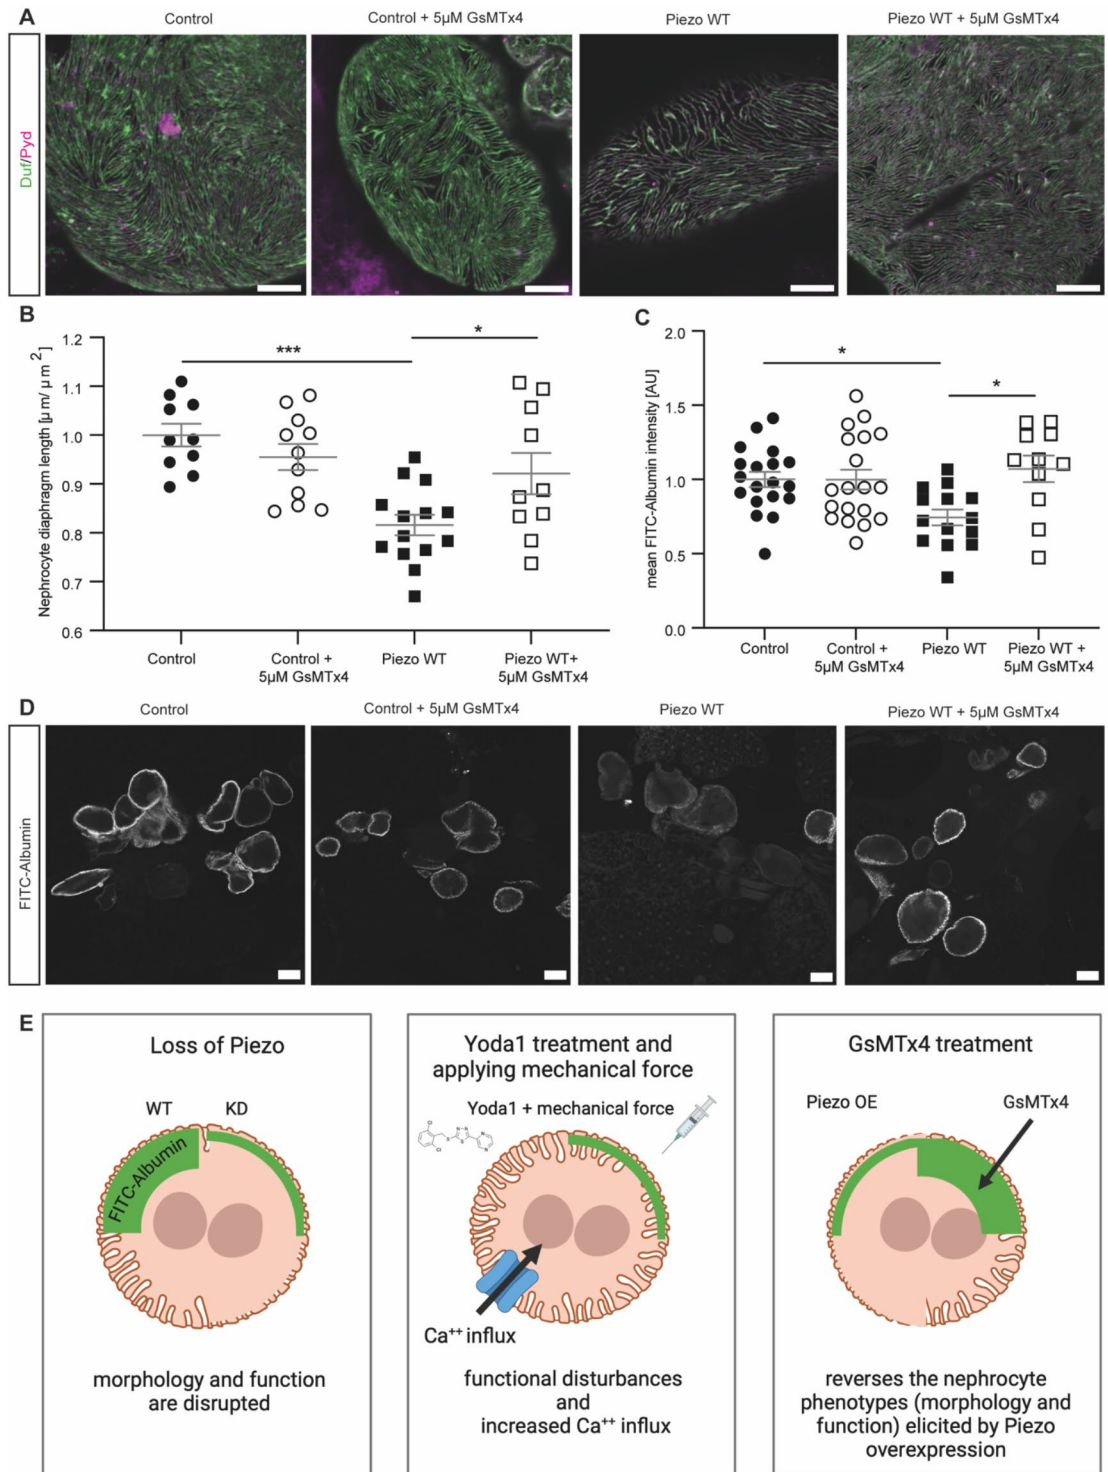 A
Control
Control + 5µM GsMTx4
Piezo WT
Piezo WT + 5µM GsMTx4
Duf/Pyd
B
Nephrocyte diaphragm length [µm/ µm²]
1.2
1.1
1.0
0.9
0.8
0.7
0.6
***
*
Control
Control +
5µM GsMTx4
Piezo WT
Piezo WT+
5µM GsMTx4
C
mean FITC-Albumin intensity [AU]
2.0
1.5
1.0
0.5
0.0
*
*
Control
Control +
5µM GsMTx4
Piezo WT
Piezo WT +
5µM GsMTx4
D
Control
Control + 5µM GsMTx4
Piezo WT
Piezo WT + 5µM GsMTx4
FITC-Albumin
E
Loss of Piezo
WT
KD
FITC-Albumin
morphology and function
are disrupted
Yoda1 treatment and
applying mechanical force
Yoda1 + mechanical force
Cl
S
N
N
S
N
N
Cl
Ca⁺⁺ influx
functional disturbances
and
increased Ca⁺⁺ influx
GsMTx4 treatment
Piezo OE
GsMTx4
reverses the nephrocyte
phenotypes (morphology and
function) elicited by Piezo
overexpression